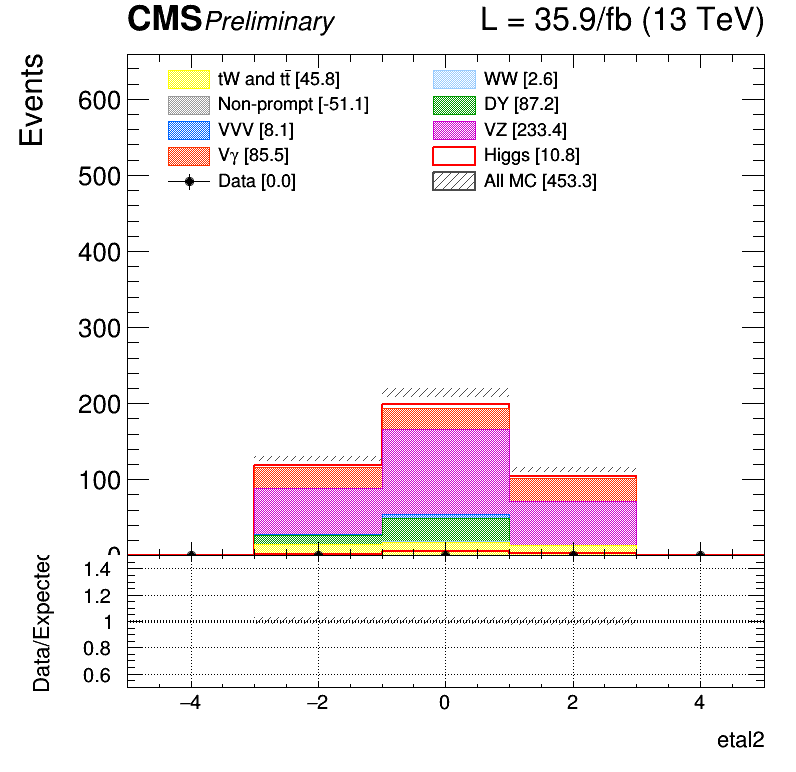 CMS Preliminary L = 35.9/fb (13 TeV)
Events
tW and tt̄ [45.8] WW [2.6]
Non-prompt [-51.1] DY [87.2]
VVV [8.1] VZ [233.4]
Vγ [85.5] Higgs [10.8]
Data [0.0] All MC [453.3]
600
500
400
300
200
100
0
Data/Expected
1.4
1.2
1
0.8
0.6
−4 −2 0 2 4
etal2